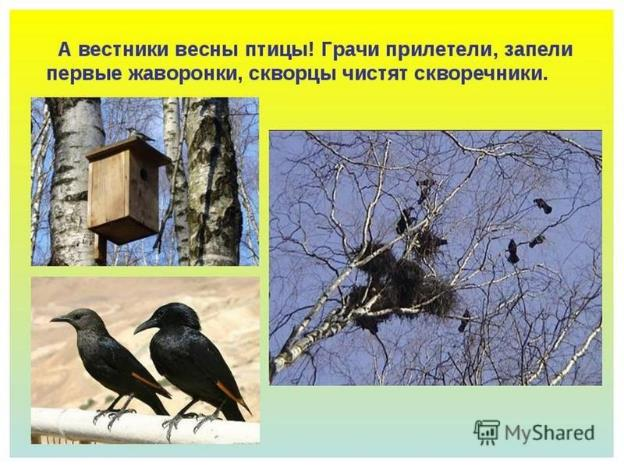 А вестники весны птицы! Грачи прилетели, запели
первые жаворонки, скворцы чистят скворечники.
MyShared